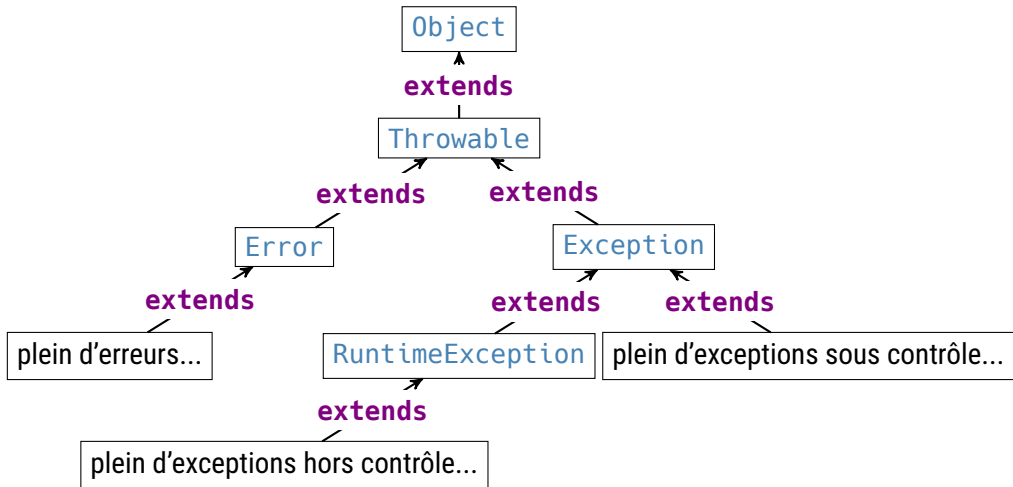 Object
extends
Throwable
extends
extends
Error
Exception
extends
extends
extends
plein d’erreurs...
RuntimeException
plein d’exceptions sous contrôle...
extends
plein d’exceptions hors contrôle...